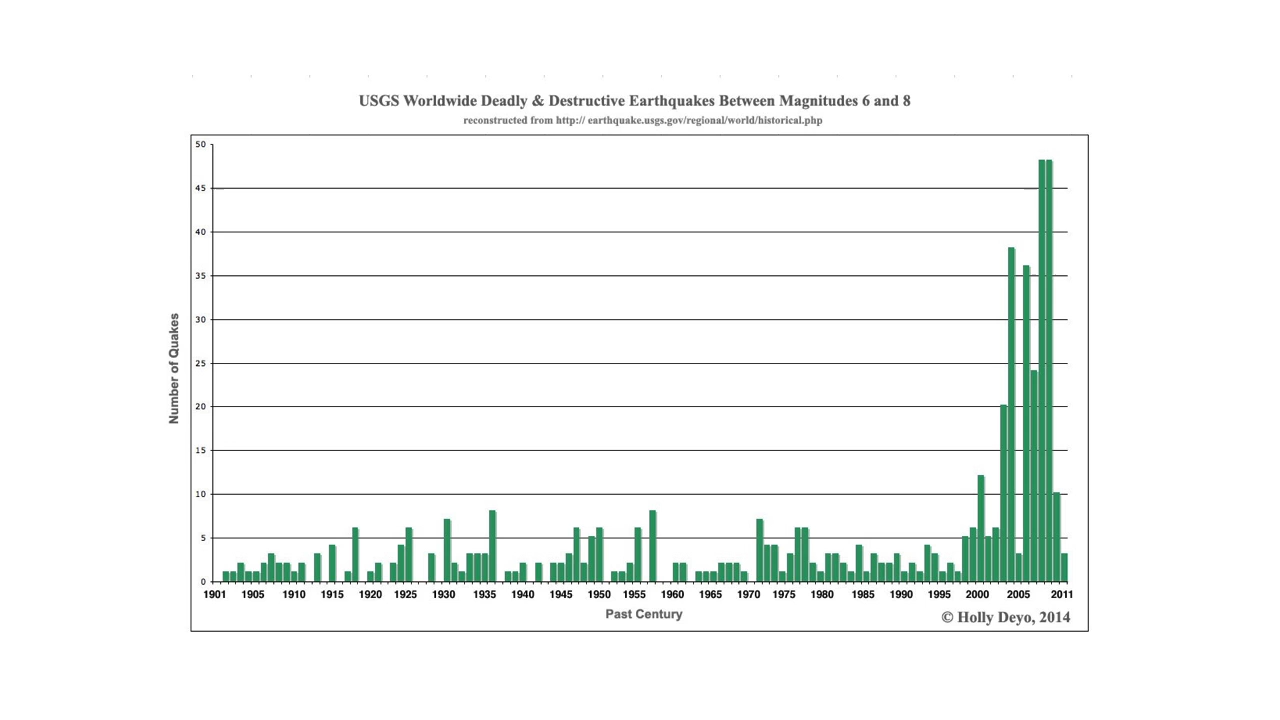 USGS Worldwide Deadly & Destructive Earthquakes Between Magnitudes 6 and 8
reconstructed from http:// earthquake.usgs.gov/regional/world/historical.php
50
45
40
35
30
25
20
15
10
5
0
Number of Quakes
1901 1905 1910 1915 1920 1925 1930 1935 1940 1945 1950 1955 1960 1965 1970 1975 1980 1985 1990 1995 2000 2005 2011
Past Century
© Holly Deyo, 2014